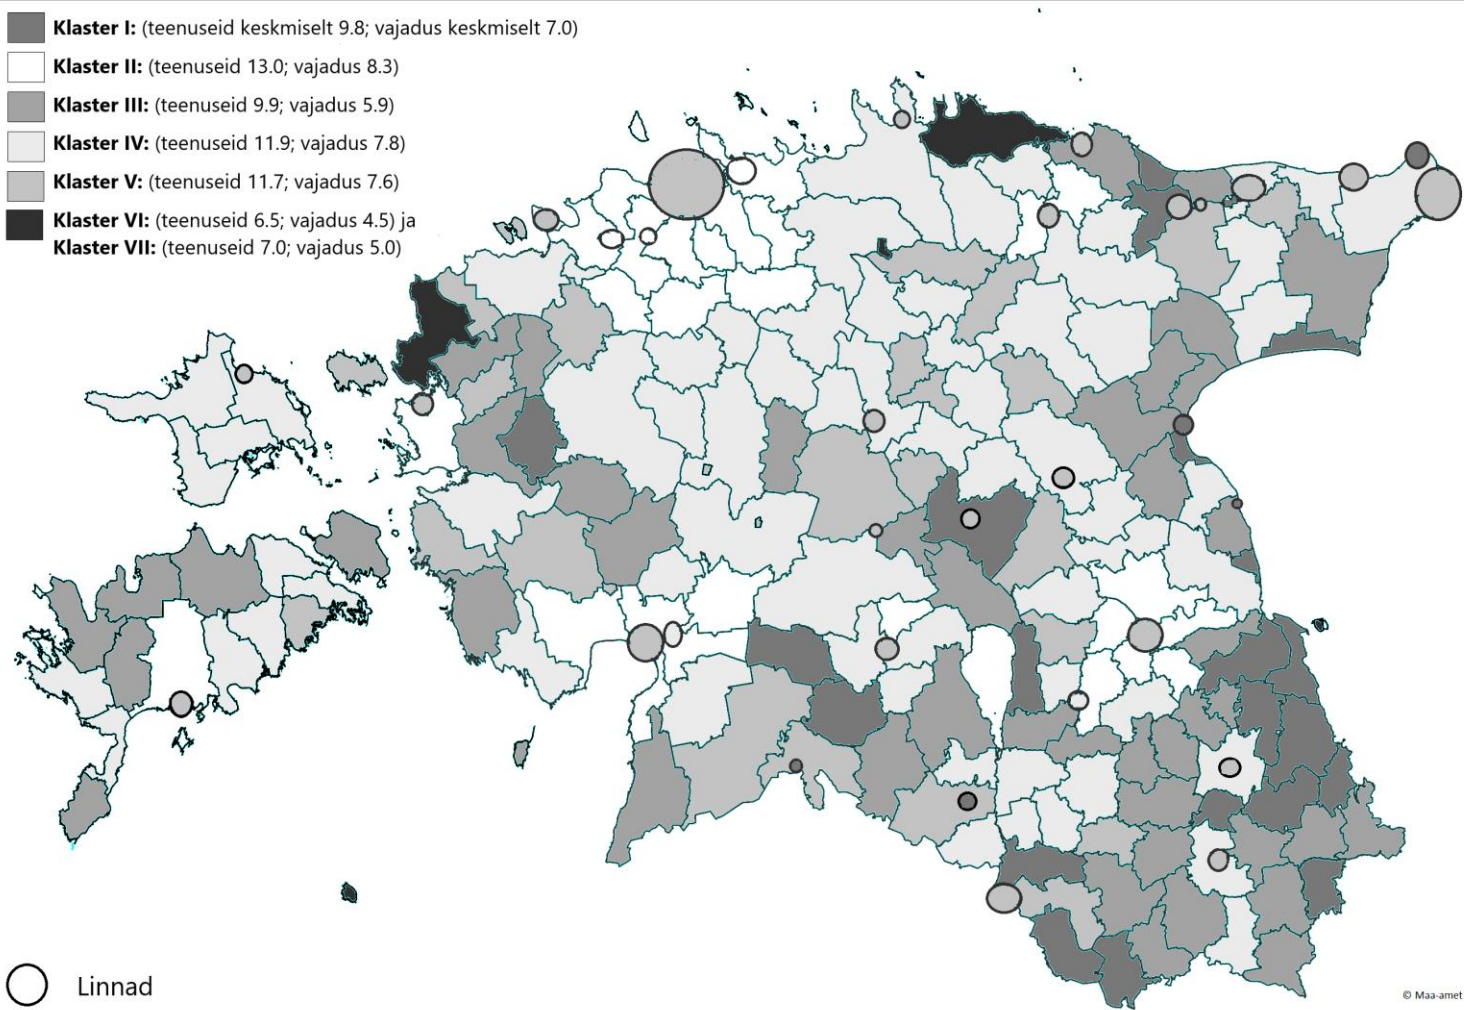 Klaster I: (teenuseid keskmiselt 9.8; vajadus keskmiselt 7.0)
Klaster II: (teenuseid 13.0; vajadus 8.3)
Klaster III: (teenuseid 9.9; vajadus 5.9)
Klaster IV: (teenuseid 11.9; vajadus 7.8)
Klaster V: (teenuseid 11.7; vajadus 7.6)
Klaster VI: (teenuseid 6.5; vajadus 4.5) ja
Klaster VII: (teenuseid 7.0; vajadus 5.0)
Linnad
© Maa-amet